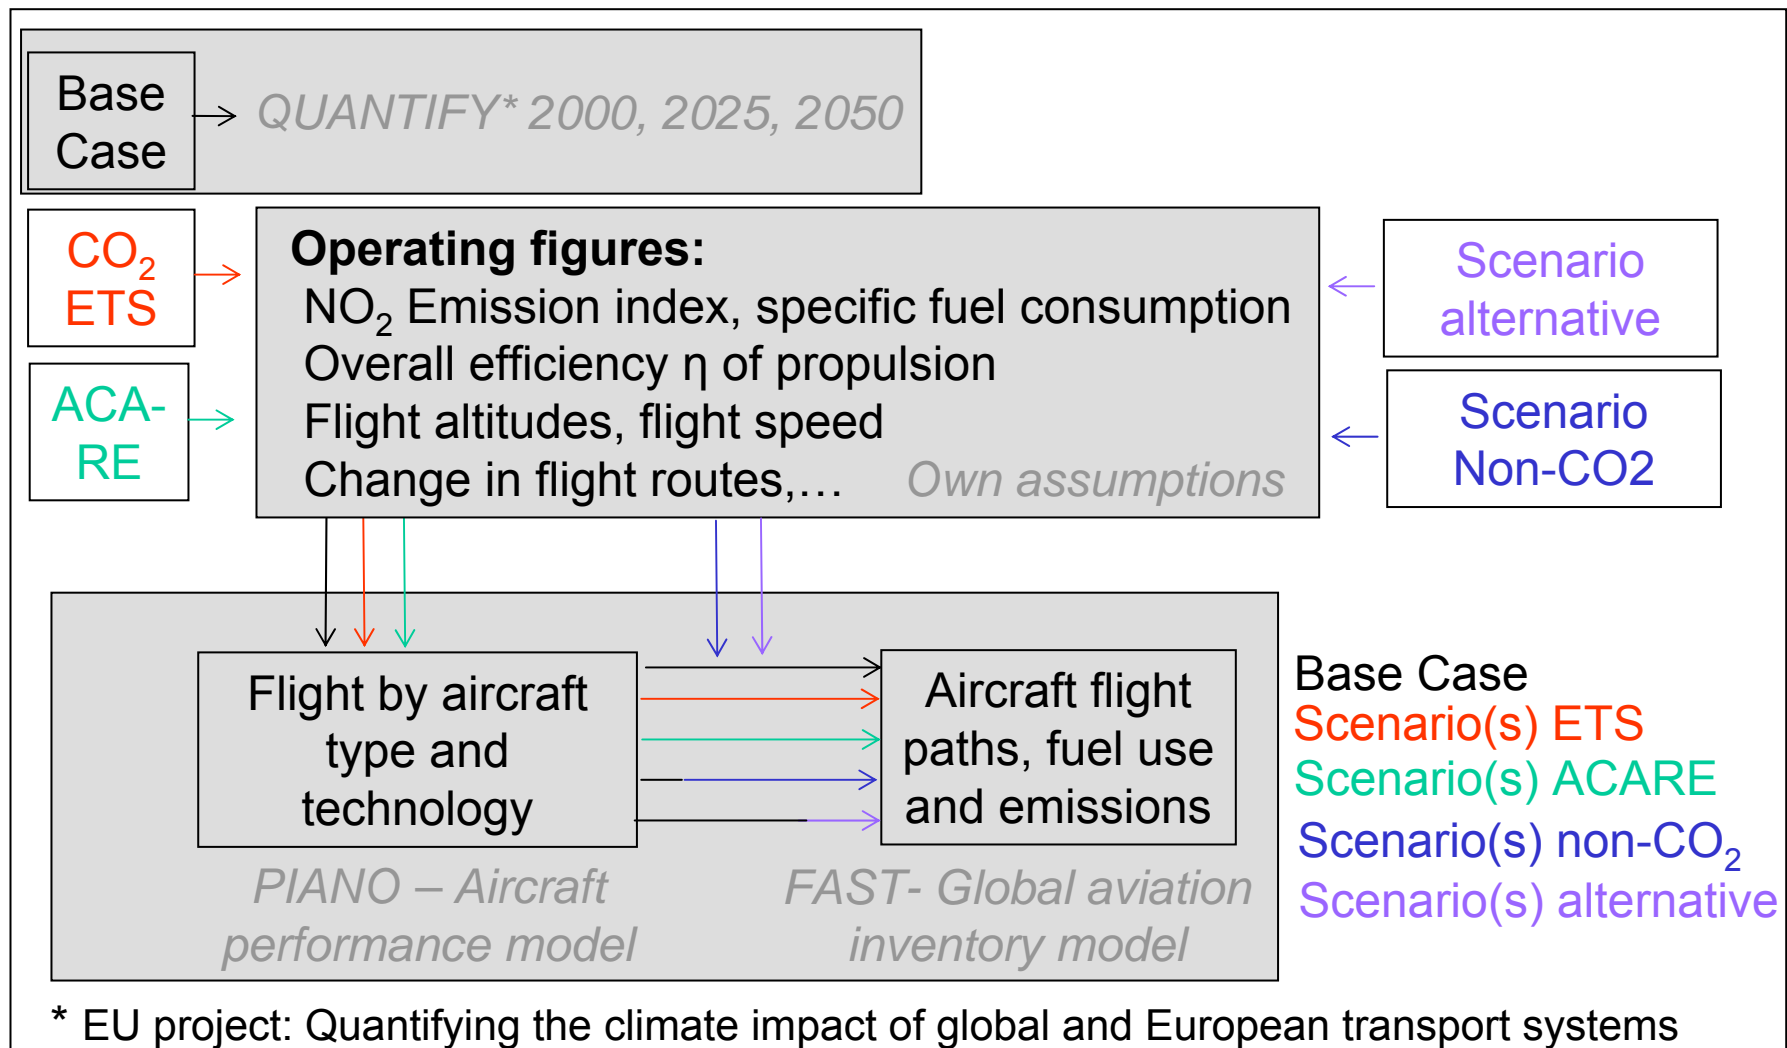 Base
Case
QUANTIFY* 2000, 2025, 2050
CO₂
ETS
ACA-
RE
Operating figures:
NO₂ Emission index, specific fuel consumption
Overall efficiency η of propulsion
Flight altitudes, flight speed
Change in flight routes,… Own assumptions
Scenario
alternative
Scenario
Non-CO2
Flight by aircraft
type and
technology
Aircraft flight
paths, fuel use
and emissions
PIANO – Aircraft
performance model
FAST- Global aviation
inventory model
Base Case
Scenario(s) ETS
Scenario(s) ACARE
Scenario(s) non-CO₂
Scenario(s) alternative
* EU project: Quantifying the climate impact of global and European transport systems